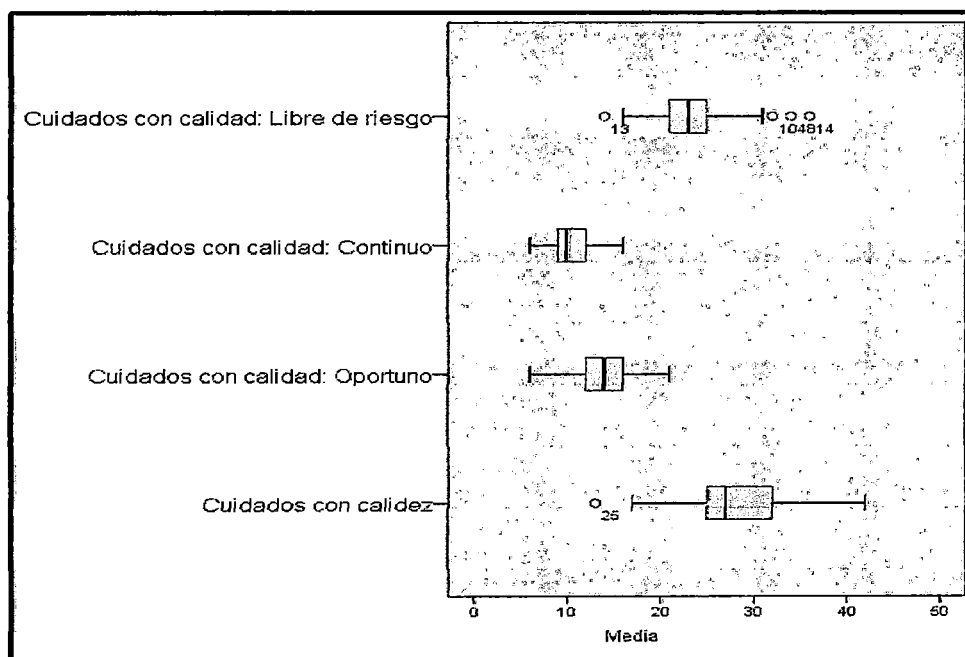 Cuidados con calidad: Libre de riesgo
13
104814
Cuidados con calidad: Continuo
Cuidados con calidad: Oportuno
Cuidados con calidez
26
0 10 20 30 40 50
Media